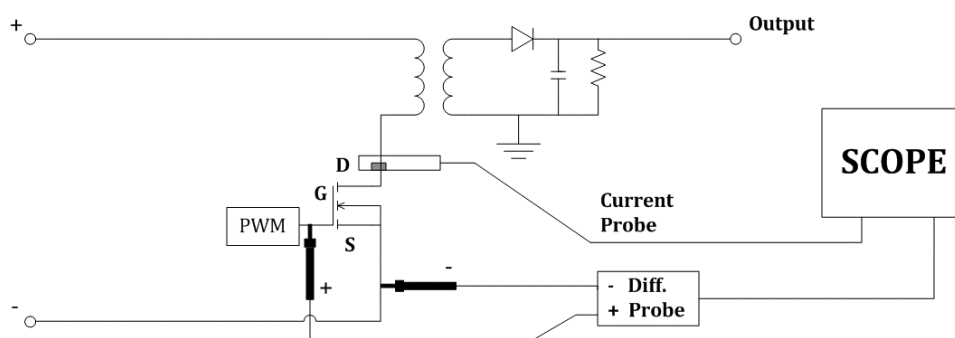 +
Output
D
SCOPE
G
Current
Probe
PWM
S
-
+
- Diff.
+ Probe
-